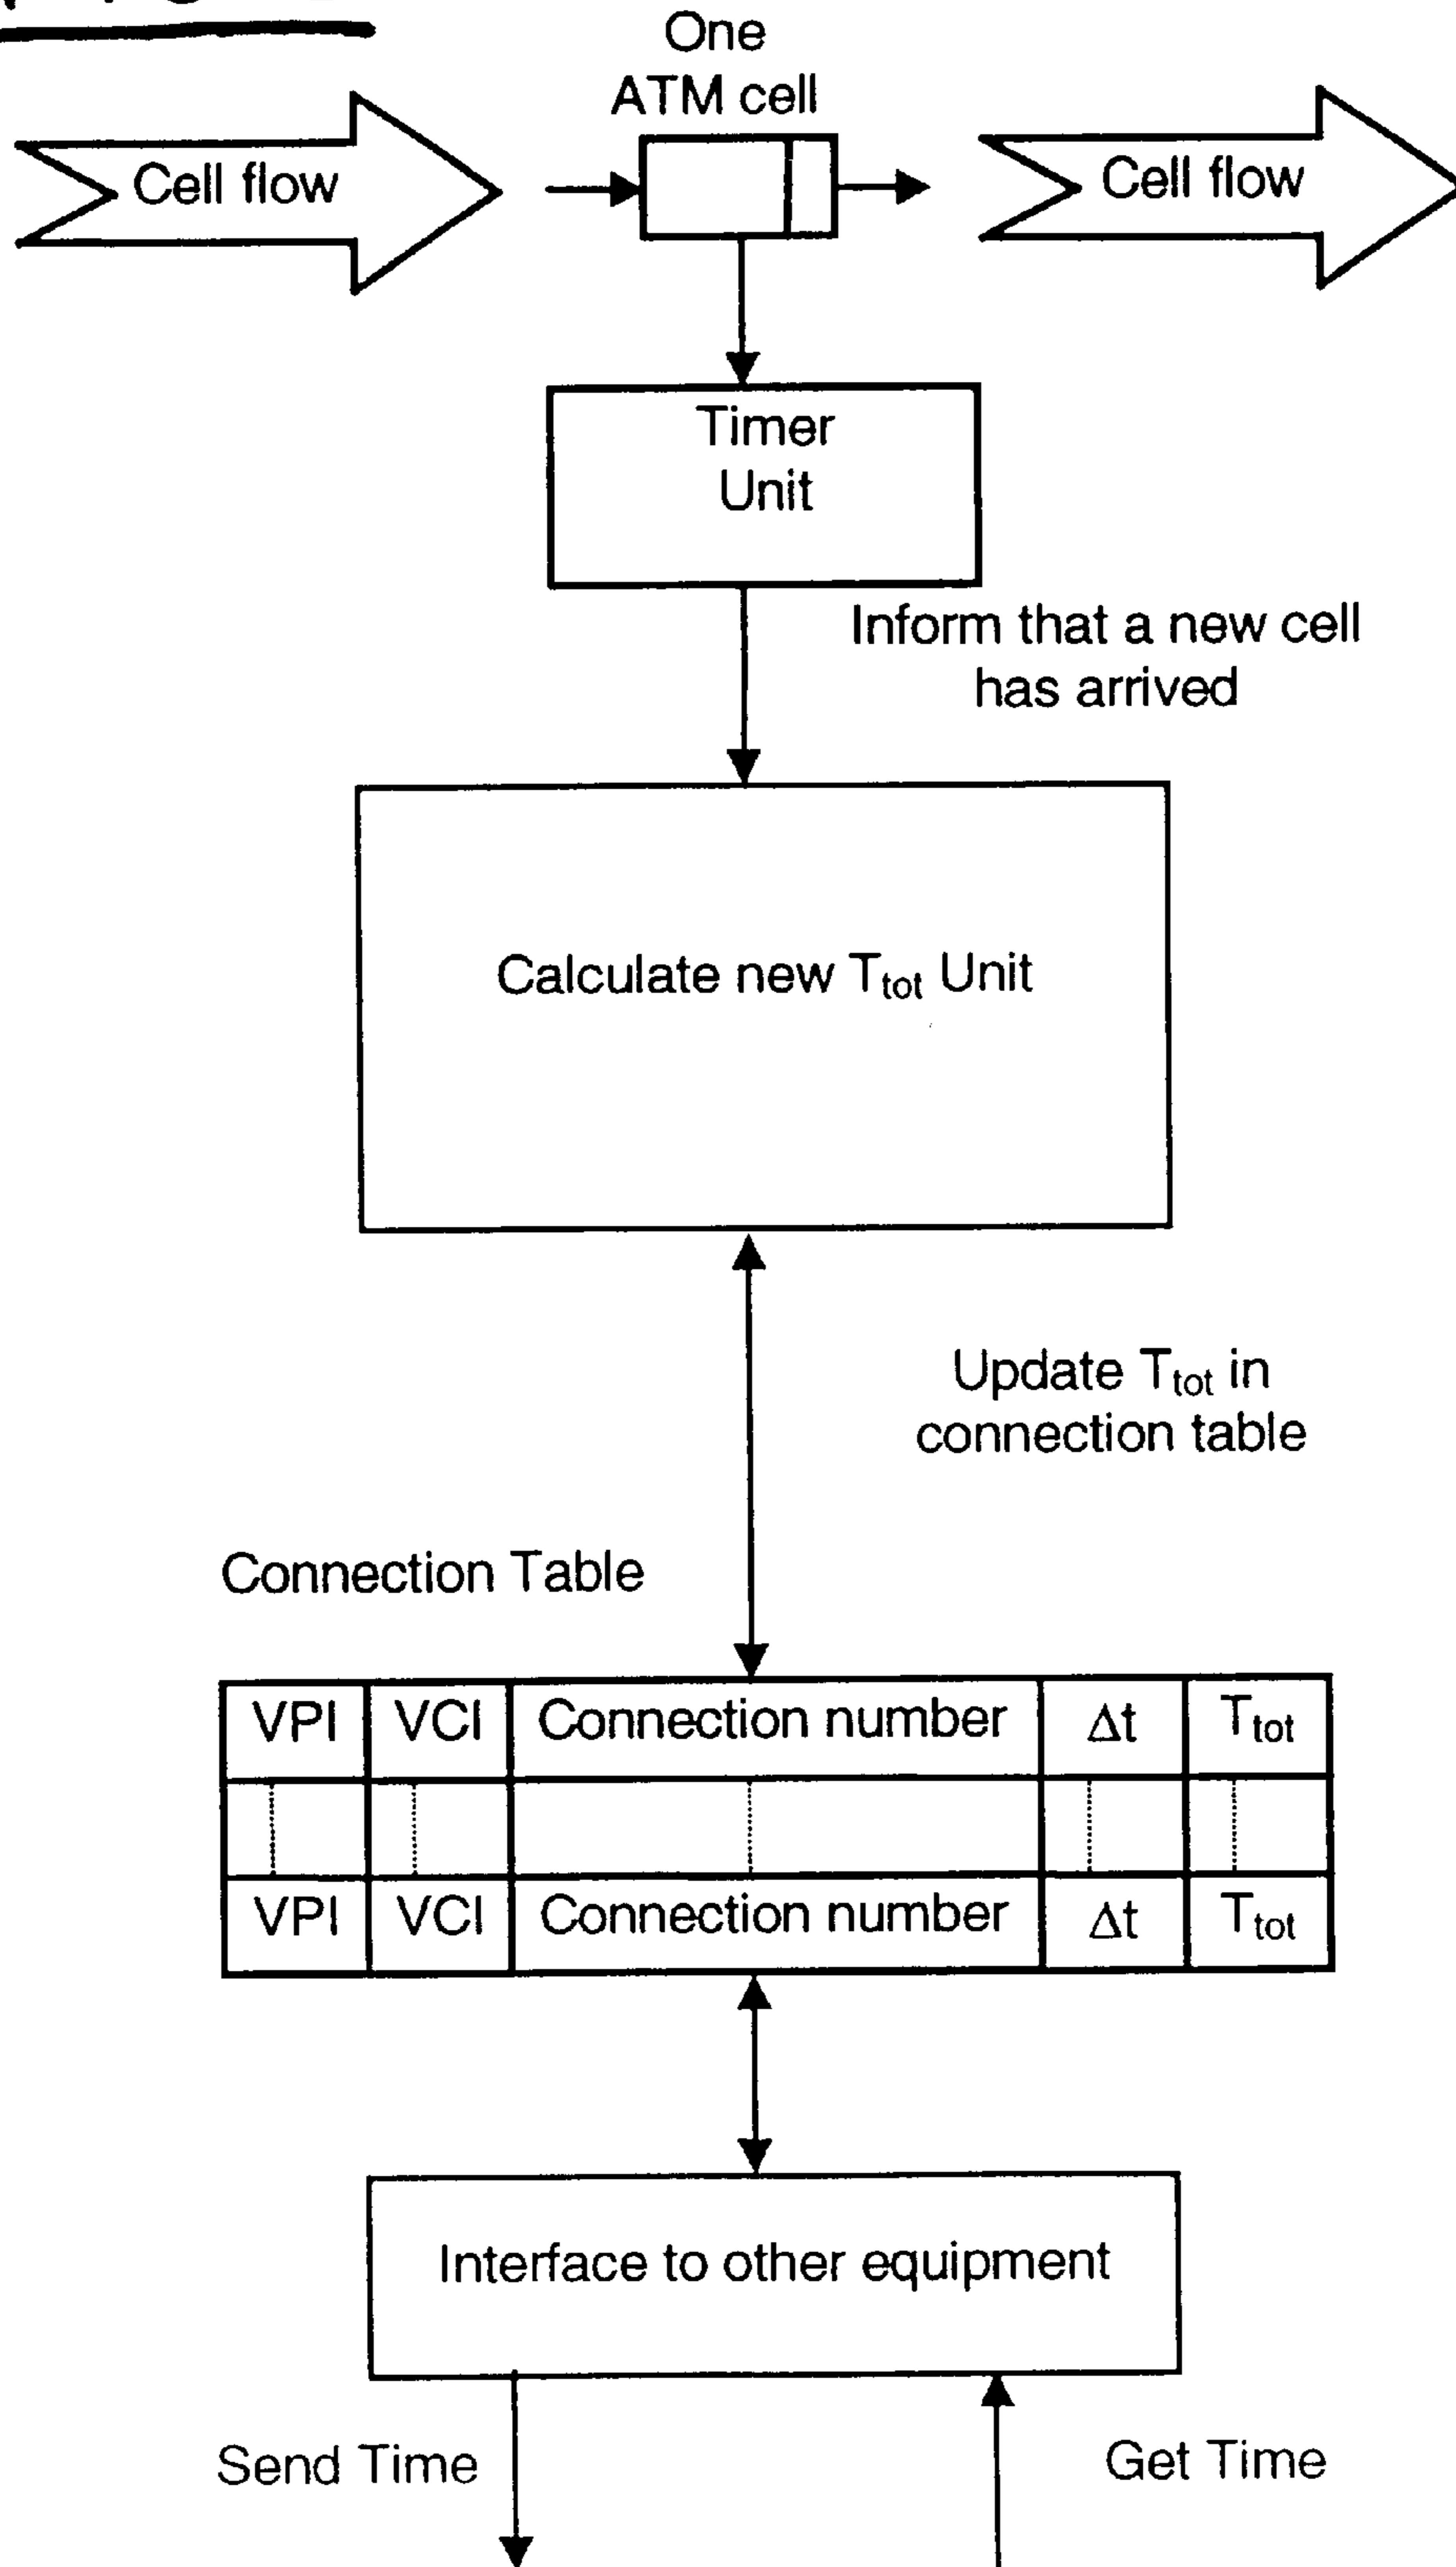 One
ATM cell
Cell flow
Cell flow
Timer
Unit
Inform that a new cell
has arrived
Calculate new Ttot Unit
Update Ttot in
connection table
Connection Table
VPI VCI Connection number Δt Ttot
VPI VCI Connection number Δt Ttot
Interface to other equipment
Send Time
Get Time